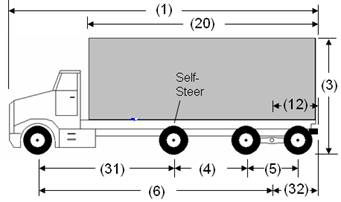 (1)
(20)
(3)
Self-
Steer
(12)
(31) (4) (5)
(6) (32)